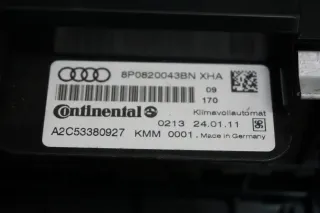 8P0820043BN XHA
09
170
Continental
Klimavollautomat
0213 24.01.11
A2C53380927 KMM 0001. Made in Germany